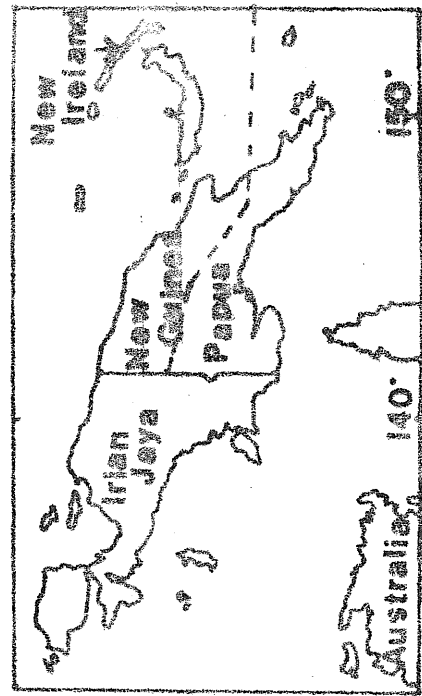 New
Ireland
New
Guinea
Papua
Irian
Jaya
150°
140°
Australia